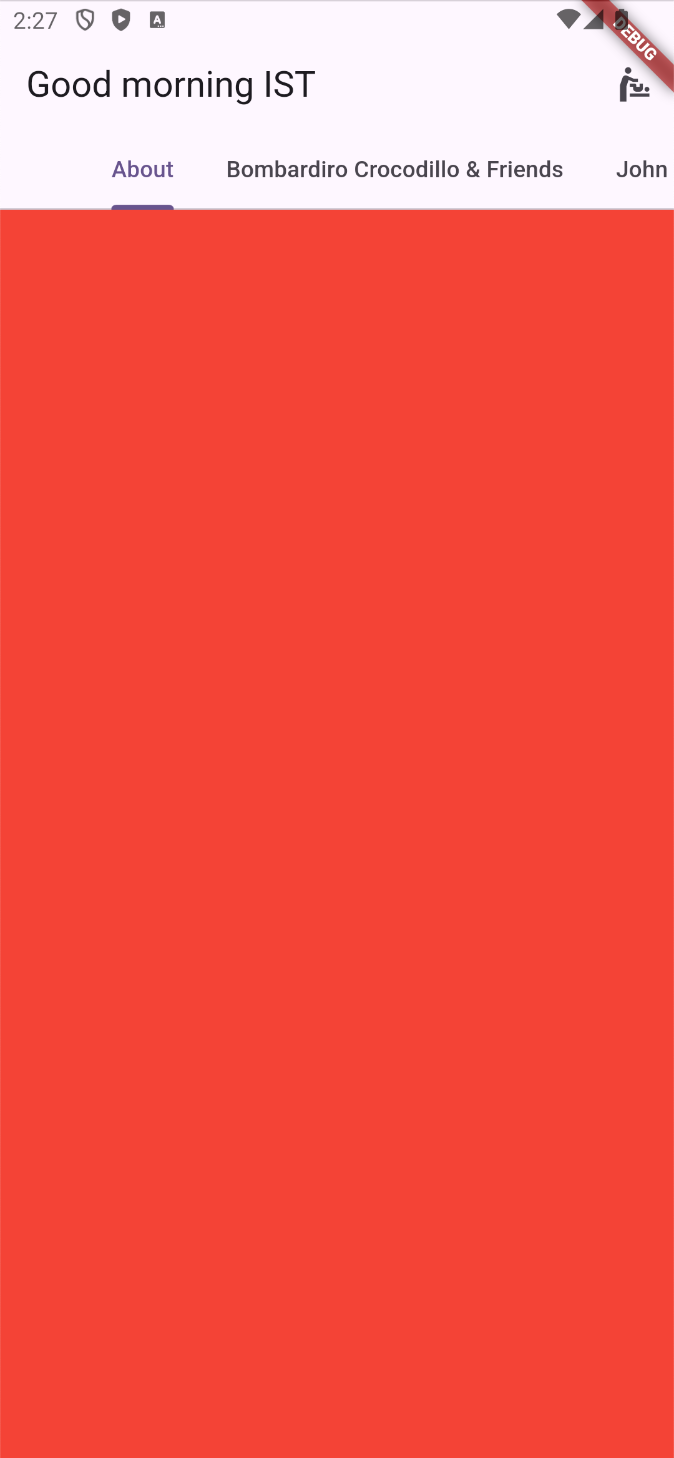 2:27
A
DEBUG
Good morning IST
About
Bombardiro Crocodillo & Friends
John